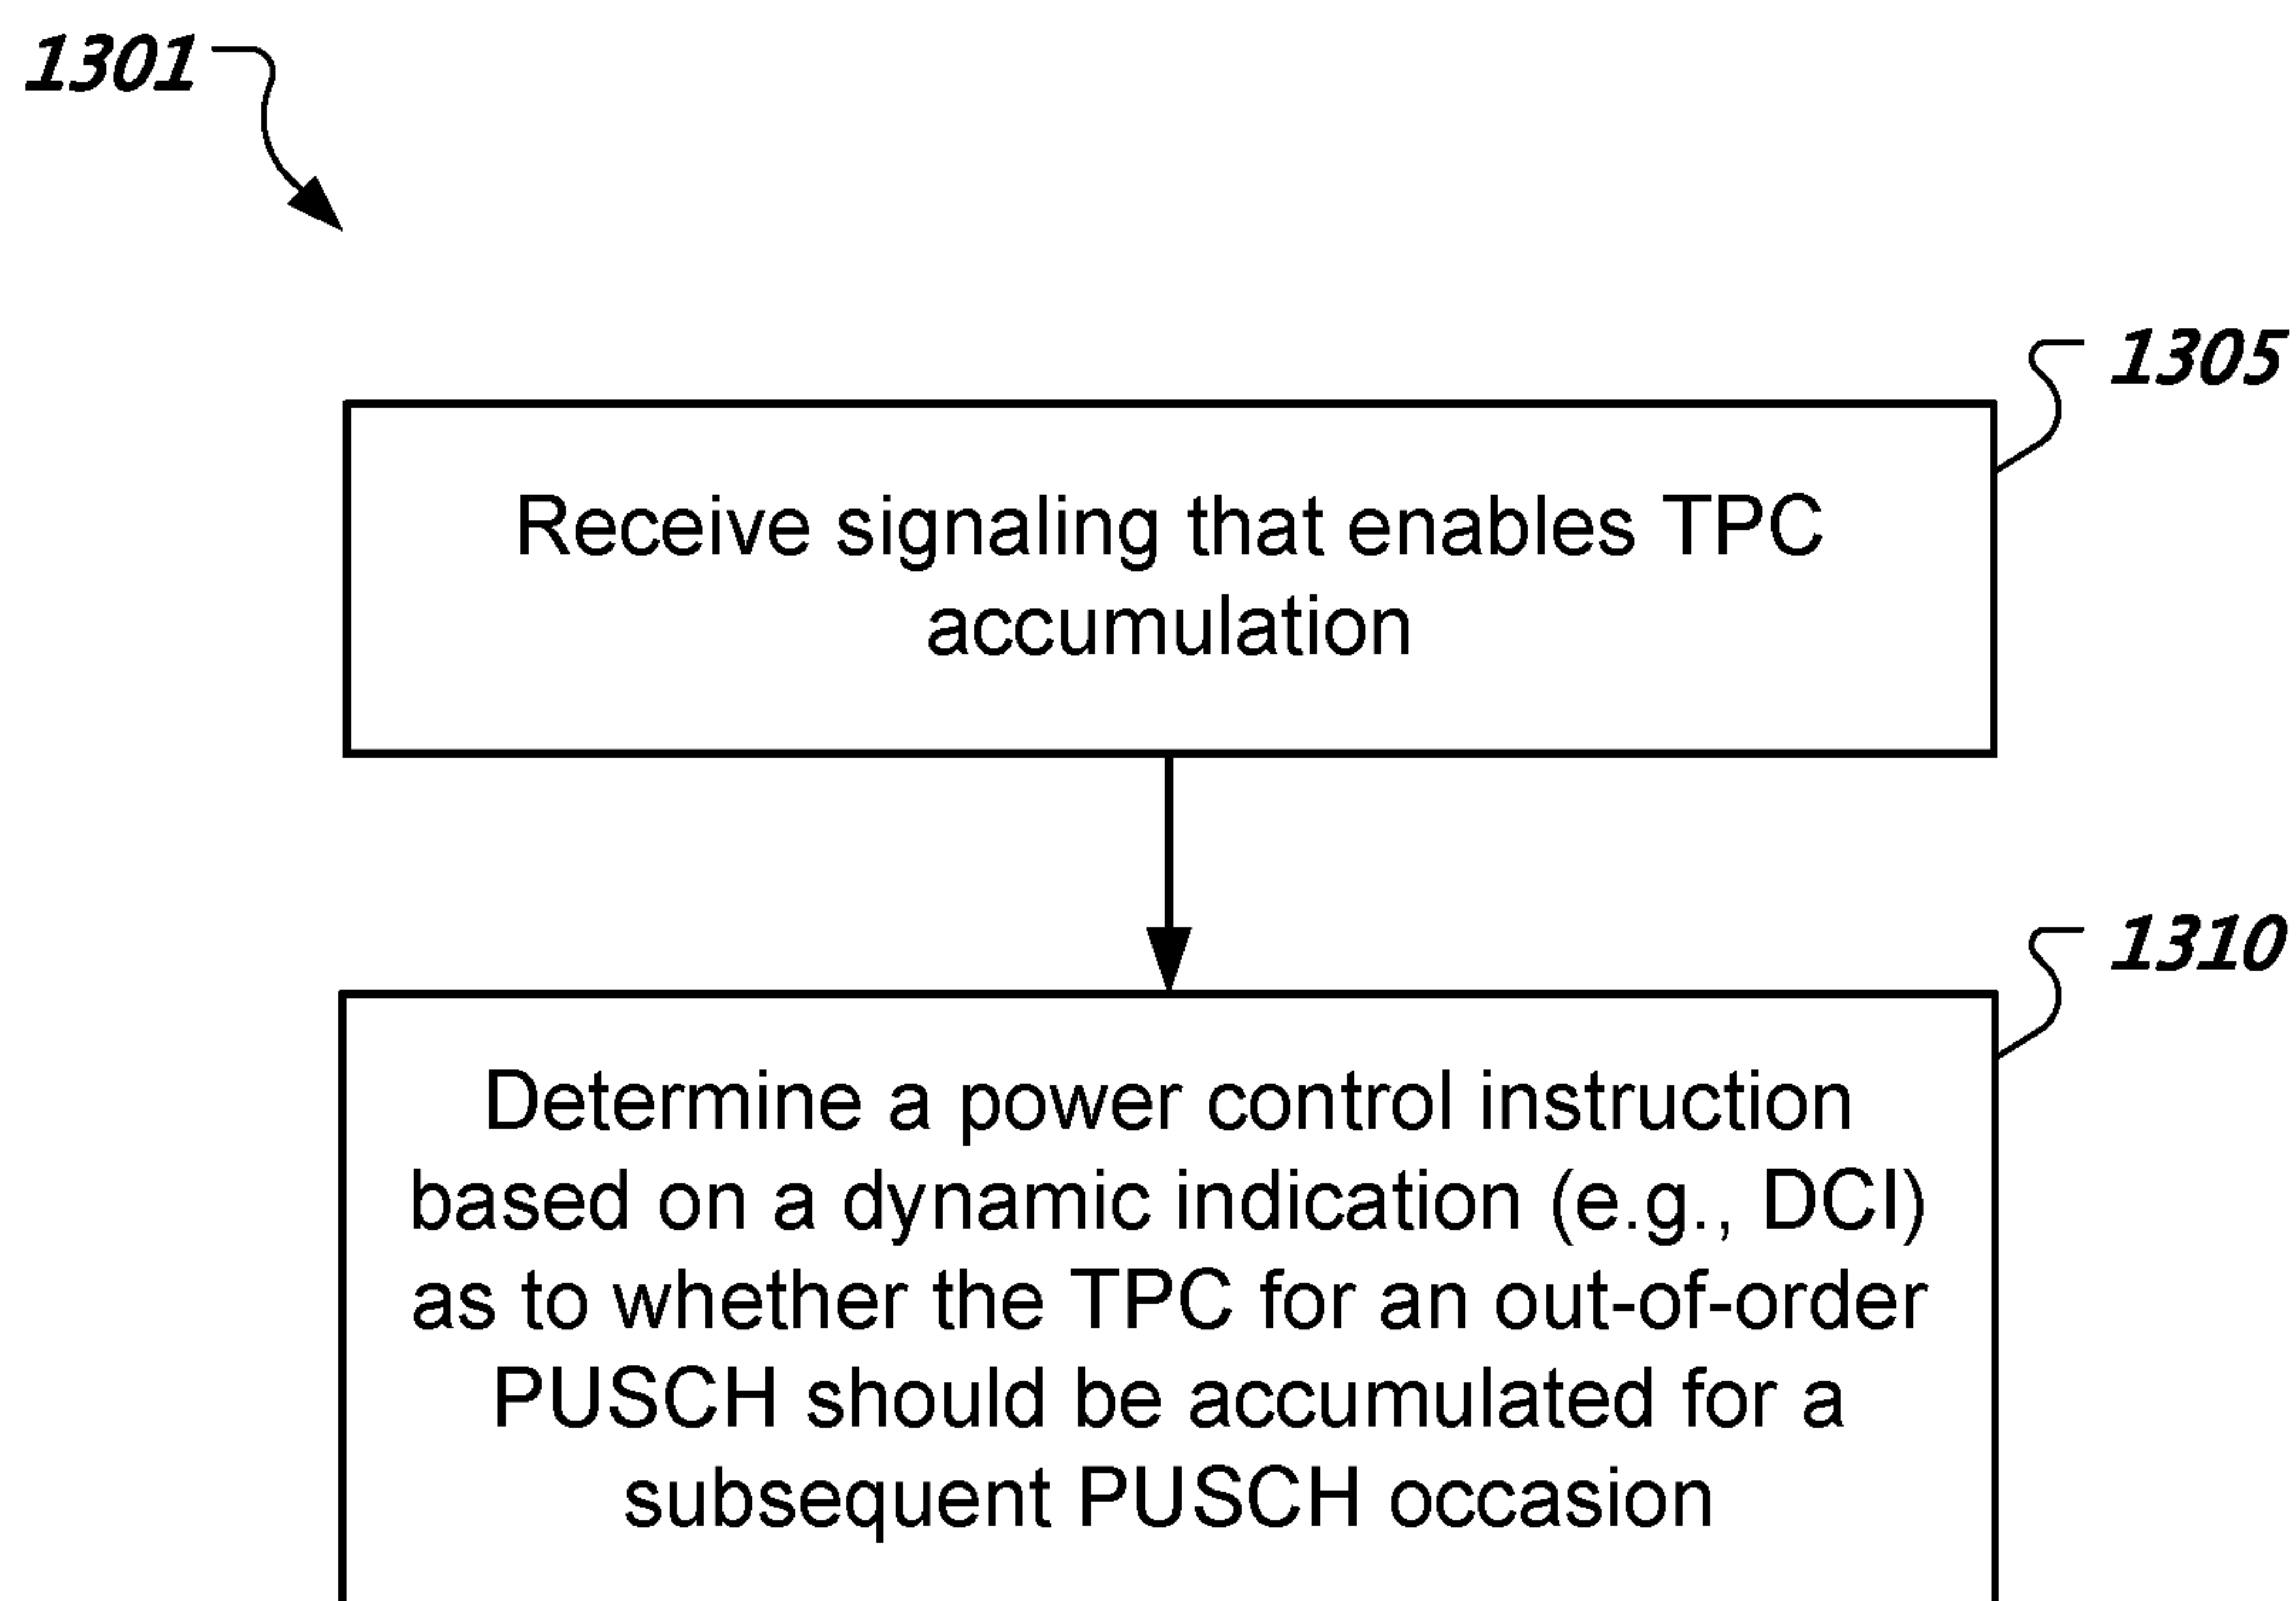 1301
1305
Receive signaling that enables TPC
accumulation
1310
Determine a power control instruction
based on a dynamic indication (e.g., DCI)
as to whether the TPC for an out-of-order
PUSCH should be accumulated for a
subsequent PUSCH occasion